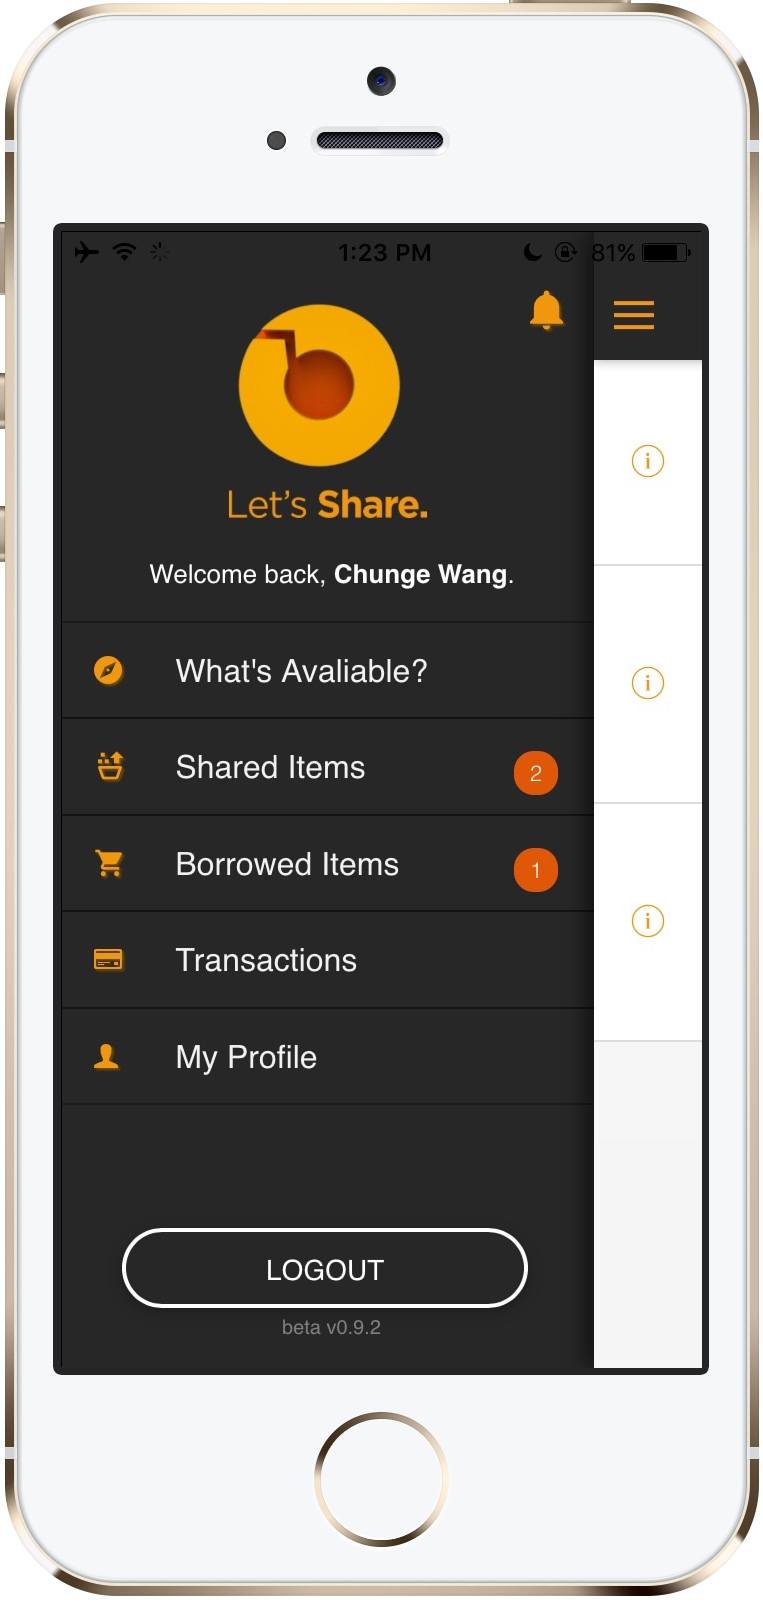 1:23 PM 81%
Let's Share.
Welcome back, Chunge Wang.
What's Avaliable?
Shared Items 2
Borrowed Items 1
Transactions
My Profile
LOGOUT
beta v0.9.2